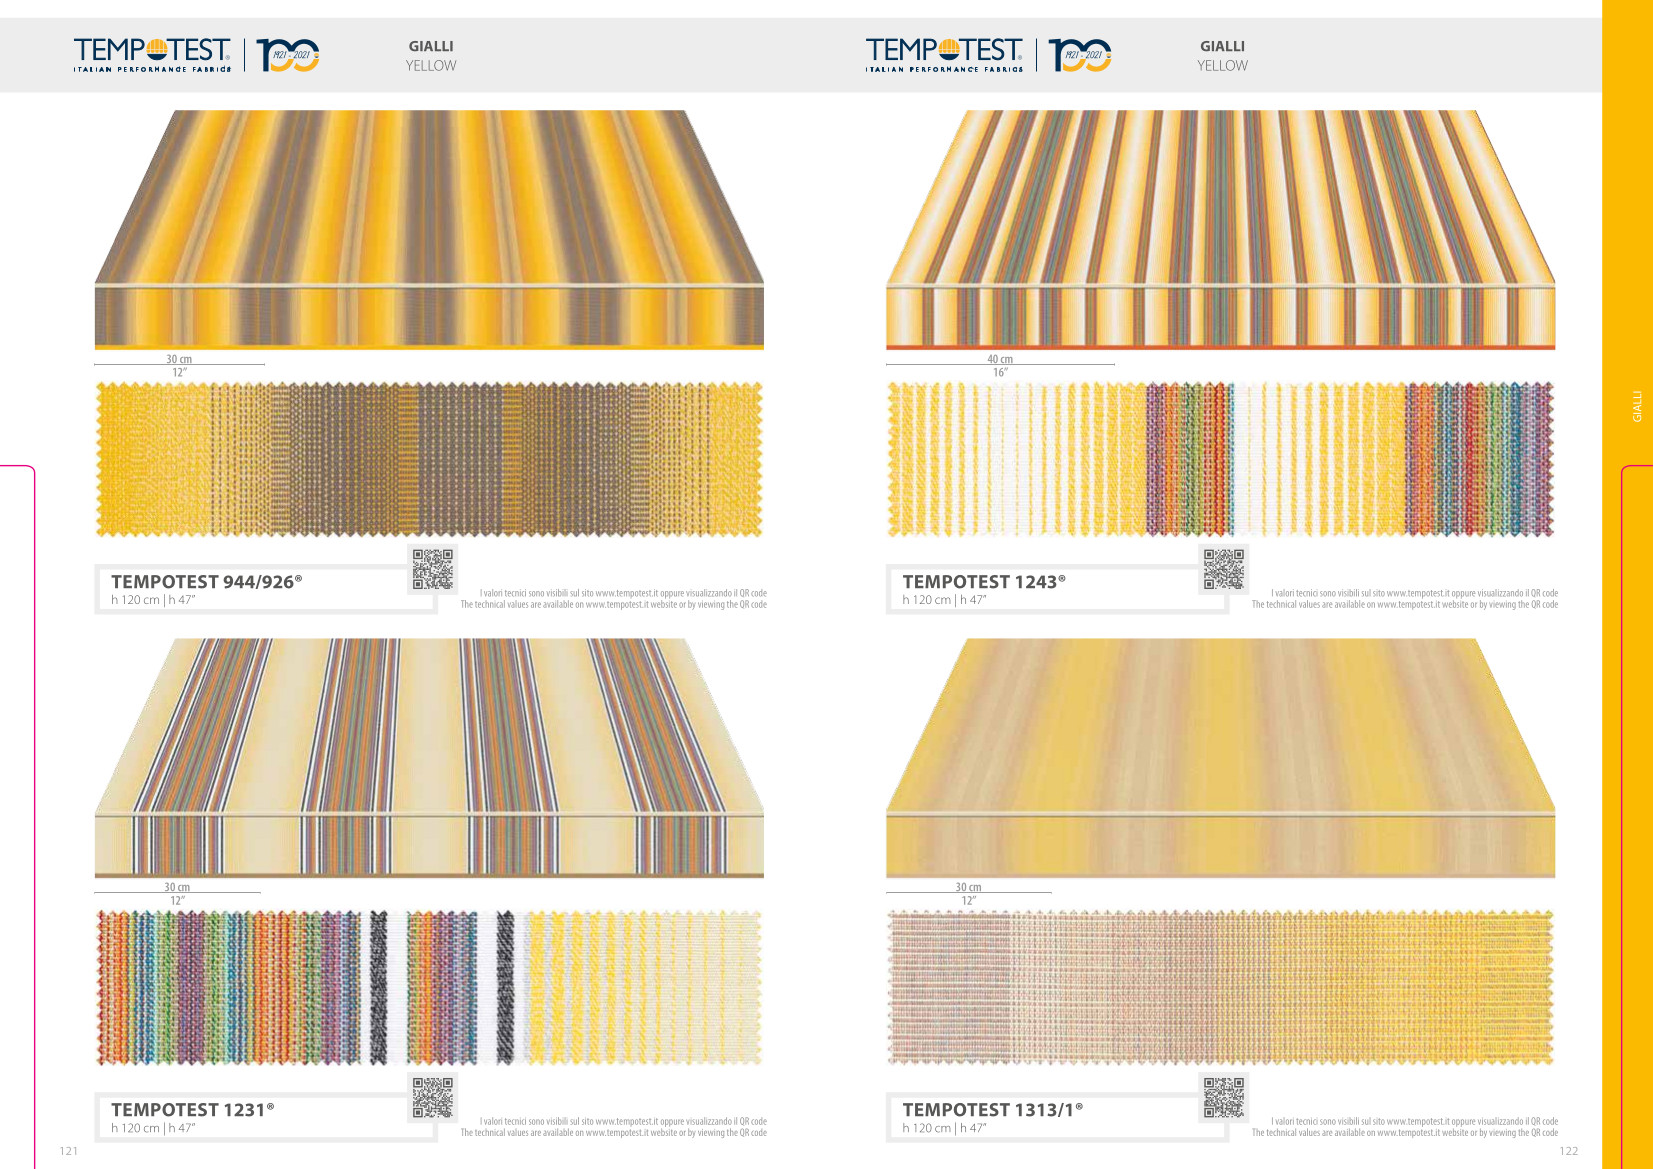 TEMPOTEST®
ITALIAN PERFORMANCE FABRICS
100
1921 - 2021
GIALLI
YELLOW
30 cm
12”
TEMPOTEST 944/926®
h 120 cm | h 47”
I valori tecnici sono visibili sul sito www.tempotest.it oppure visualizzando il QR code
The technical values are available on www.tempotest.it website or by viewing the QR code
30 cm
12”
TEMPOTEST 1231®
h 120 cm | h 47”
I valori tecnici sono visibili sul sito www.tempotest.it oppure visualizzando il QR code
The technical values are available on www.tempotest.it website or by viewing the QR code
121
TEMPOTEST®
ITALIAN PERFORMANCE FABRICS
100
1921 - 2021
GIALLI
YELLOW
40 cm
16”
TEMPOTEST 1243®
h 120 cm | h 47”
I valori tecnici sono visibili sul sito www.tempotest.it oppure visualizzando il QR code
The technical values are available on www.tempotest.it website or by viewing the QR code
30 cm
12”
TEMPOTEST 1313/1®
h 120 cm | h 47”
I valori tecnici sono visibili sul sito www.tempotest.it oppure visualizzando il QR code
The technical values are available on www.tempotest.it website or by viewing the QR code
122
GIALLI